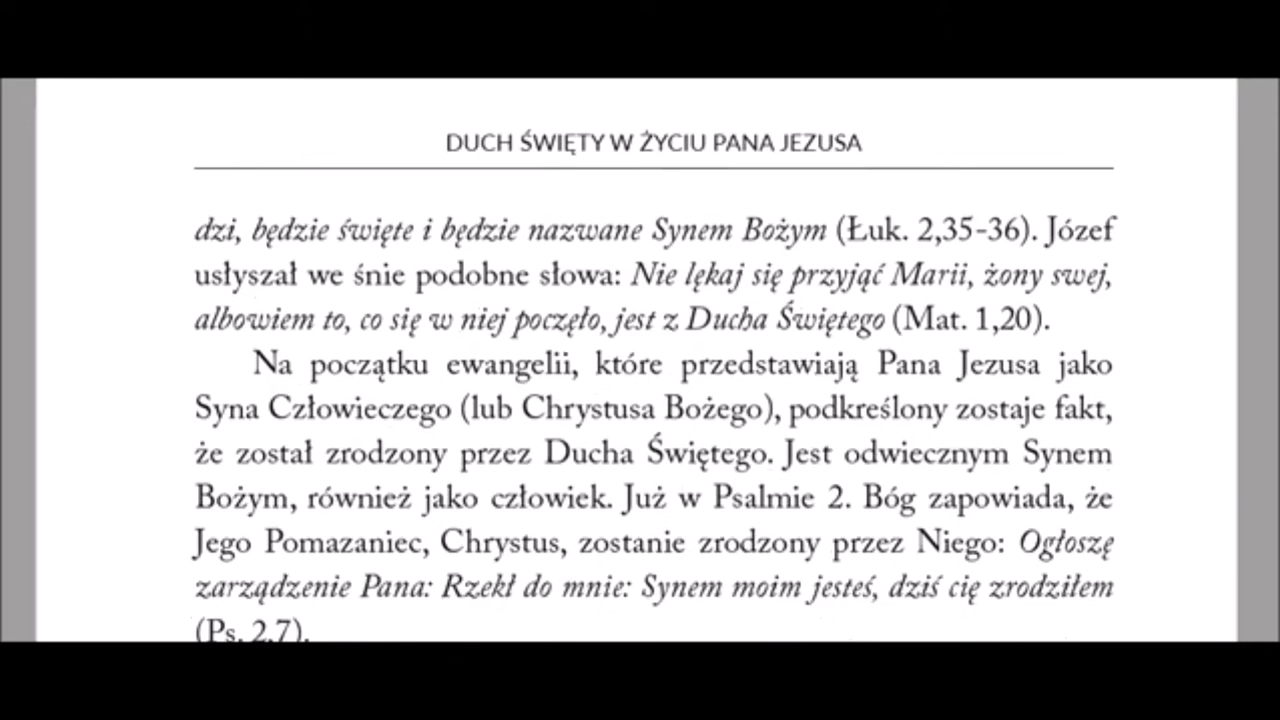 DUCH ŚWIĘTY W ŻYCIU PANA JEZUSA
dzi, będzie święte i będzie nazwane Synem Bożym (Łuk. 2,35-36). Józef
usłyszał we śnie podobne słowa: Nie lękaj się przyjąć Marii, żony swej,
albowiem to, co się w niej poczęło, jest z Ducha Świętego (Mat. 1,20).
Na początku ewangelii, które przedstawiają Pana Jezusa jako
Syna Człowieczego (lub Chrystusa Bożego), podkreślony zostaje fakt,
że został zrodzony przez Ducha Świętego. Jest odwiecznym Synem
Bożym, również jako człowiek. Już w Psalmie 2. Bóg zapowiada, że
Jego Pomazaniec, Chrystus, zostanie zrodzony przez Niego: Ogłoszę
zarządzenie Pana: Rzekł do mnie: Synem moim jesteś, dziś cię zrodziłem
(Ps. 2,7).